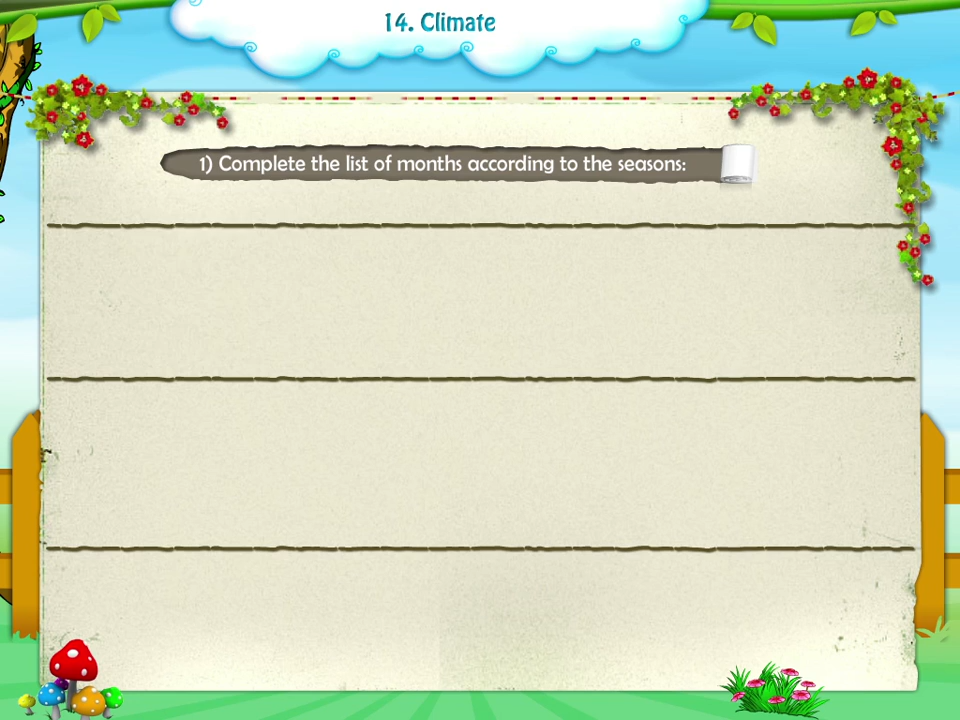 14. Climate
1) Complete the list of months according to the seasons: